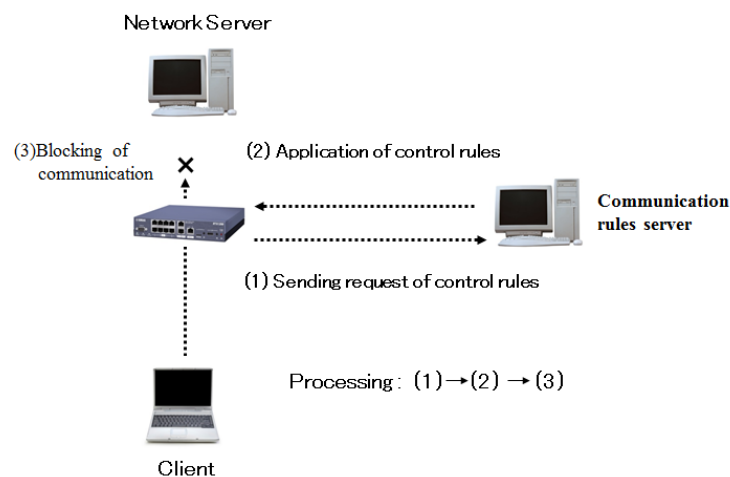 Network Server
(3)Blocking of
communication
(2) Application of control rules
Communication
rules server
(1) Sending request of control rules
Processing: (1)→(2) →(3)
Client